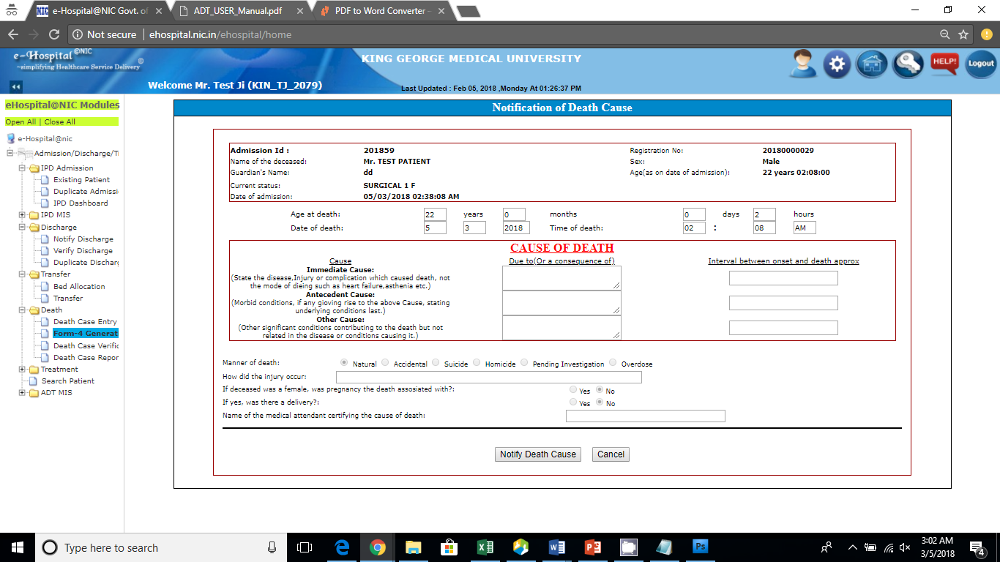 e-Hospital@NIC Govt. of
ADT_USER_Manual.pdf
PDF to Word Converter -
Not secure | ehospital.nic.in/ehospital/home
e-Hospital @NIC
~simplifying Healthcare Service Delivery ©
KING GEORGE MEDICAL UNIVERSITY
HELP!
Logout
Welcome Mr. Test Ji (KIN_TJ_2079)
Last Updated : Feb 05, 2018 ,Monday At 01:26:37 PM
eHospital@NIC Modules
Open All | Close All
e-Hospital@nic
Admission/Discharge/T
IPD Admission
Existing Patient
Duplicate Admissi
IPD Dashboard
IPD MIS
Discharge
Notify Discharge
Verify Discharge
Duplicate Discharg
Transfer
Bed Allocation
Transfer
Death
Death Case Entry
Form-4 Generat
Death Case Verific
Death Case Repor
Treatment
Search Patient
ADT MIS
Notification of Death Cause
Admission Id : 201859 Registration No: 20180000029
Name of the deceased: Mr. TEST PATIENT Sex: Male
Guardian's Name: dd Age(as on date of admission): 22 years 02:08:00
Current status: SURGICAL 1 F
Date of admission: 05/03/2018 02:38:08 AM
Age at death: 22 years 0 months 0 days 2 hours
Date of death: 5 3 2018 Time of death: 02 : 08 AM
CAUSE OF DEATH
Cause Due to(Or a consequence of) Interval between onset and death approx
Immediate Cause:
(State the disease,Injury or complication which caused death, not
the mode of dieing such as heart failure,asthenia etc.)
Antecedent Cause:
(Morbid conditions, if any gioving rise to the above Cause, stating
underlying conditions last.)
Other Cause:
(Other significant conditions contributing to the death but not
related in the disease or conditions causing it.)
Manner of death: Natural Accidental Suicide Homicide Pending Investigation Overdose
How did the injury occur:
If deceased was a female, was pregnancy the death assosiated with?: Yes No
If yes, was there a delivery?: Yes No
Name of the medical attendant certifying the cause of death:
Notify Death Cause Cancel
Type here to search
3:02 AM
3/5/2018
4